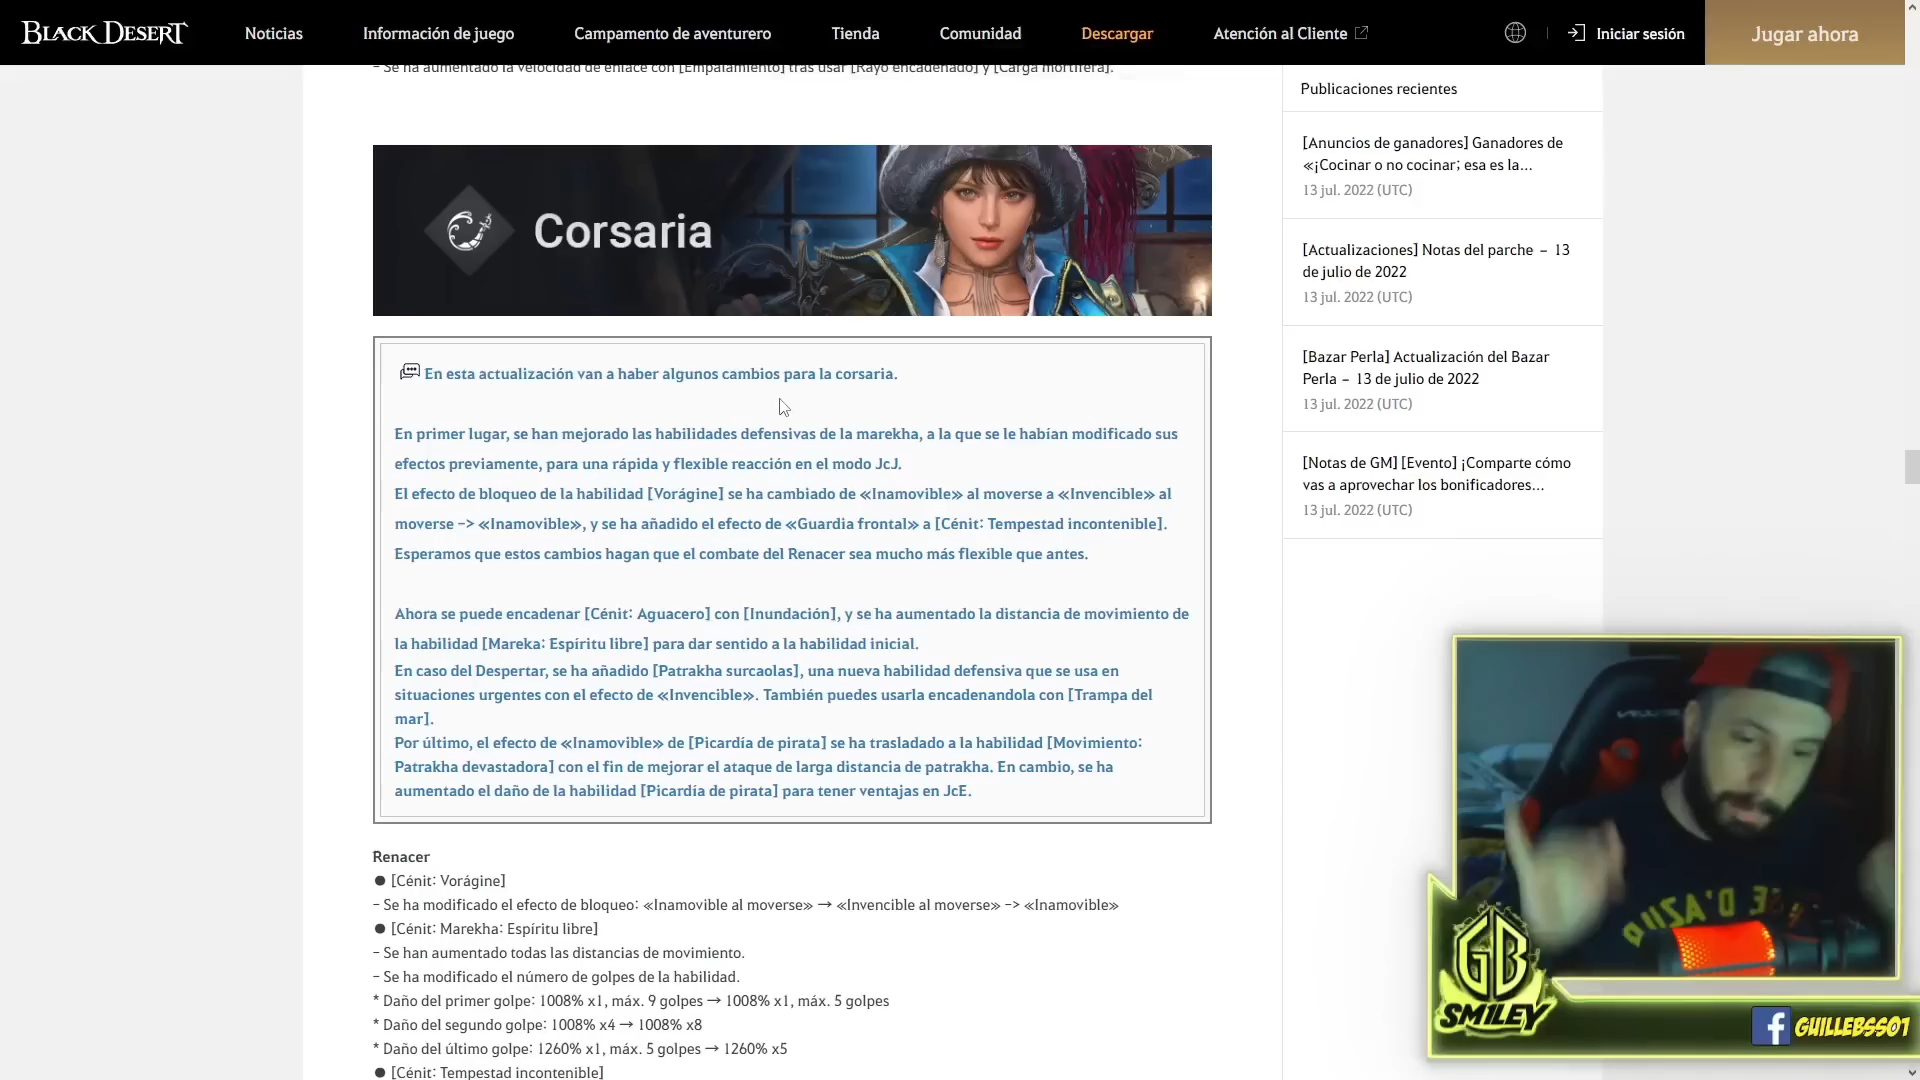 BLACK DESERT
Noticias
Información de juego
Campamento de aventurero
Tienda
Comunidad
Descargar
Atención al Cliente
Iniciar sesión
Jugar ahora
- Se ha aumentado la velocidad de enlace con [Empalamiento] tras usar [Rayo encadenado] y [Carga mortífera].
Corsaria
En esta actualización van a haber algunos cambios para la corsaria.
En primer lugar, se han mejorado las habilidades defensivas de la marekha, a la que se le habían modificado sus
efectos previamente, para una rápida y flexible reacción en el modo JcJ.
El efecto de bloqueo de la habilidad [Vorágine] se ha cambiado de «Inamovible» al moverse a «Invencible» al
moverse -> «Inamovible», y se ha añadido el efecto de «Guardia frontal» a [Cénit: Tempestad incontenible].
Esperamos que estos cambios hagan que el combate del Renacer sea mucho más flexible que antes.
Ahora se puede encadenar [Cénit: Aguacero] con [Inundación], y se ha aumentado la distancia de movimiento de
la habilidad [Mareka: Espíritu libre] para dar sentido a la habilidad inicial.
En caso del Despertar, se ha añadido [Patrakha surcaolas], una nueva habilidad defensiva que se usa en
situaciones urgentes con el efecto de «Invencible». También puedes usarla encadenandola con [Trampa del
mar].
Por último, el efecto de «Inamovible» de [Picardía de pirata] se ha trasladado a la habilidad [Movimiento:
Patrakha devastadora] con el fin de mejorar el ataque de larga distancia de patrakha. En cambio, se ha
aumentado el daño de la habilidad [Picardía de pirata] para tener ventajas en JcE.
Renacer
● [Cénit: Vorágine]
- Se ha modificado el efecto de bloqueo: «Inamovible al moverse» → «Invencible al moverse» -> «Inamovible»
● [Cénit: Marekha: Espíritu libre]
- Se han aumentado todas las distancias de movimiento.
- Se ha modificado el número de golpes de la habilidad.
* Daño del primer golpe: 1008% x1, máx. 9 golpes → 1008% x1, máx. 5 golpes
* Daño del segundo golpe: 1008% x4 → 1008% x8
* Daño del último golpe: 1260% x1, máx. 5 golpes → 1260% x5
● [Cénit: Tempestad incontenible]
Publicaciones recientes
[Anuncios de ganadores] Ganadores de
«¡Cocinar o no cocinar; esa es la...
13 jul. 2022 (UTC)
[Actualizaciones] Notas del parche - 13
de julio de 2022
13 jul. 2022 (UTC)
[Bazar Perla] Actualización del Bazar
Perla - 13 de julio de 2022
13 jul. 2022 (UTC)
[Notas de GM] [Evento] ¡Comparte cómo
vas a aprovechar los bonificadores...
13 jul. 2022 (UTC)
GB
SM1LEY
f GUILLEBSS01